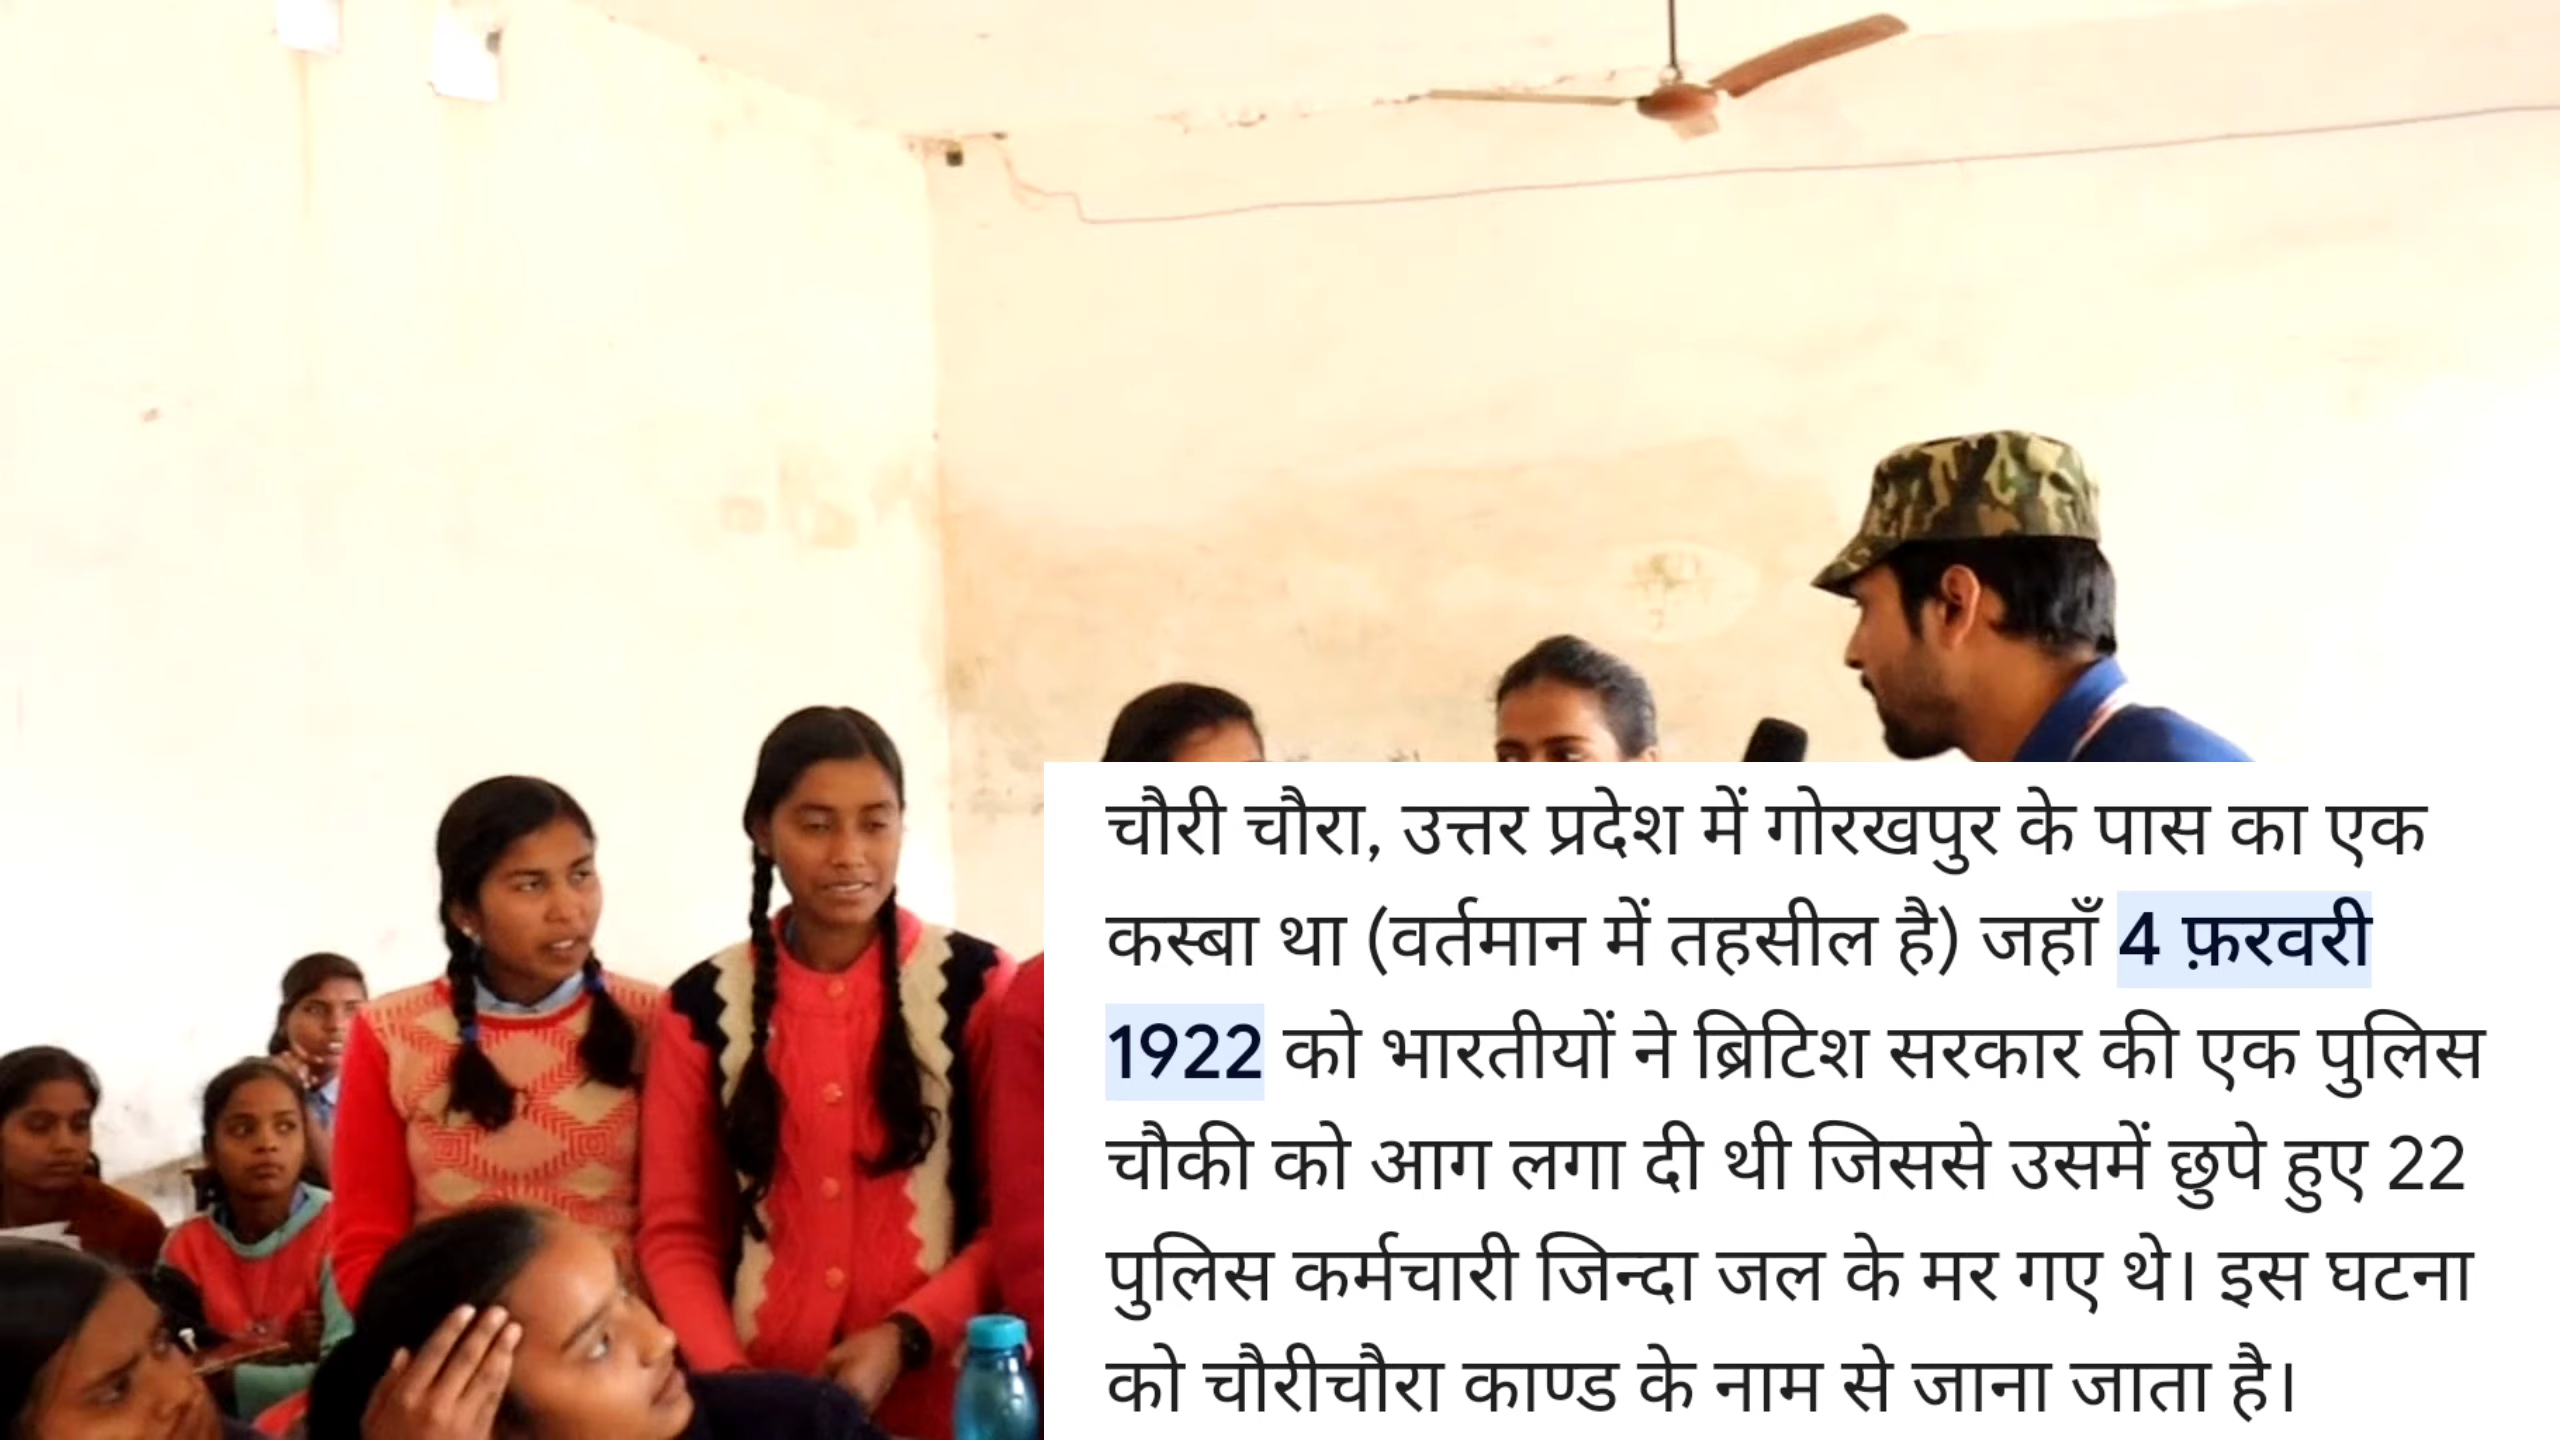 चौरी चौरा, उत्तर प्रदेश में गोरखपुर के पास का एक
कस्बा था (वर्तमान में तहसील है) जहाँ 4 फ़रवरी
1922 को भारतीयों ने ब्रिटिश सरकार की एक पुलिस
चौकी को आग लगा दी थी जिससे उसमें छुपे हुए 22
पुलिस कर्मचारी जिन्दा जल के मर गए थे। इस घटना
को चौरीचौरा काण्ड के नाम से जाना जाता है।